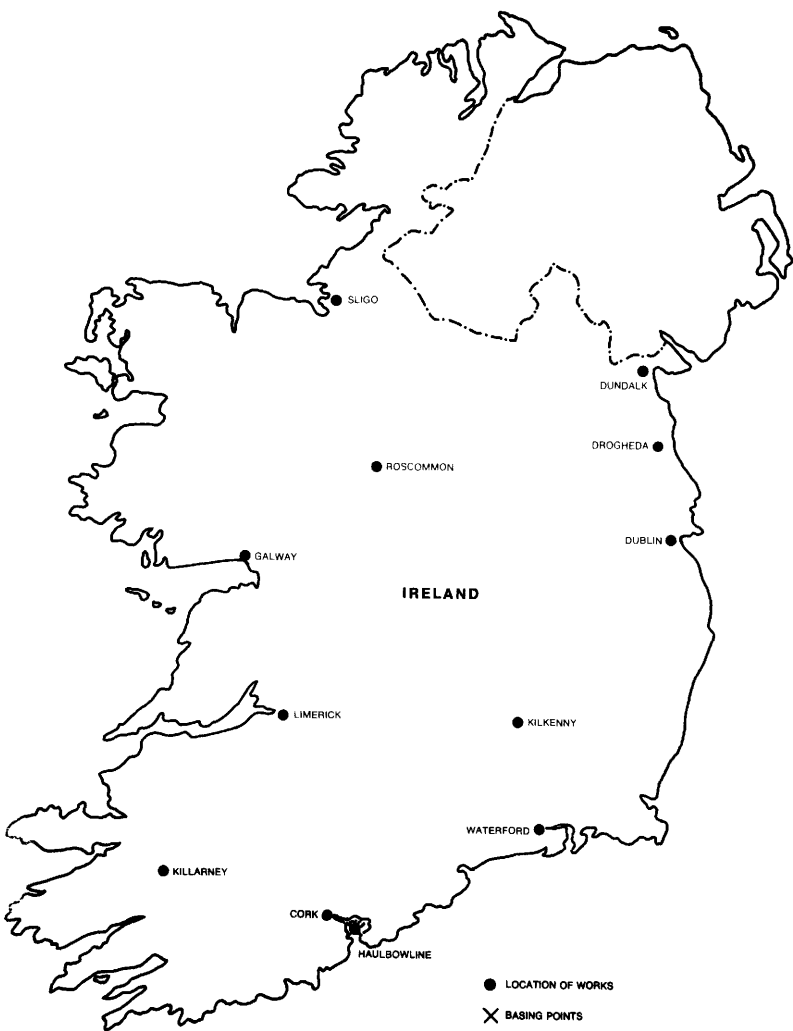 SLIGO
DUNDALK
DROGHEDA
ROSCOMMON
DUBLIN
GALWAY
IRELAND
LIMERICK
KILKENNY
WATERFORD
KILLARNEY
CORK
HAULBOWLINE
LOCATION OF WORKS
BASING POINTS